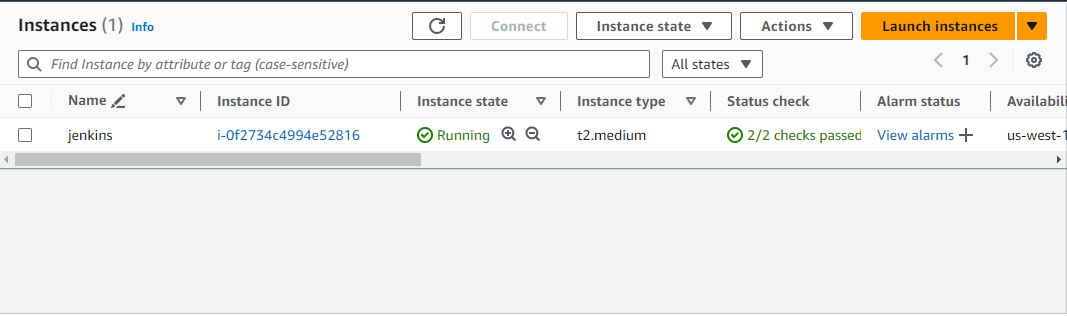 Instances (1) Info Connect Instance state Actions Launch instances
Find Instance by attribute or tag (case-sensitive) All states 1
Name Instance ID Instance state Instance type Status check Alarm status Availabili
jenkins i-0f2734c4994e52816 Running t2.medium 2/2 checks passed View alarms us-west-1